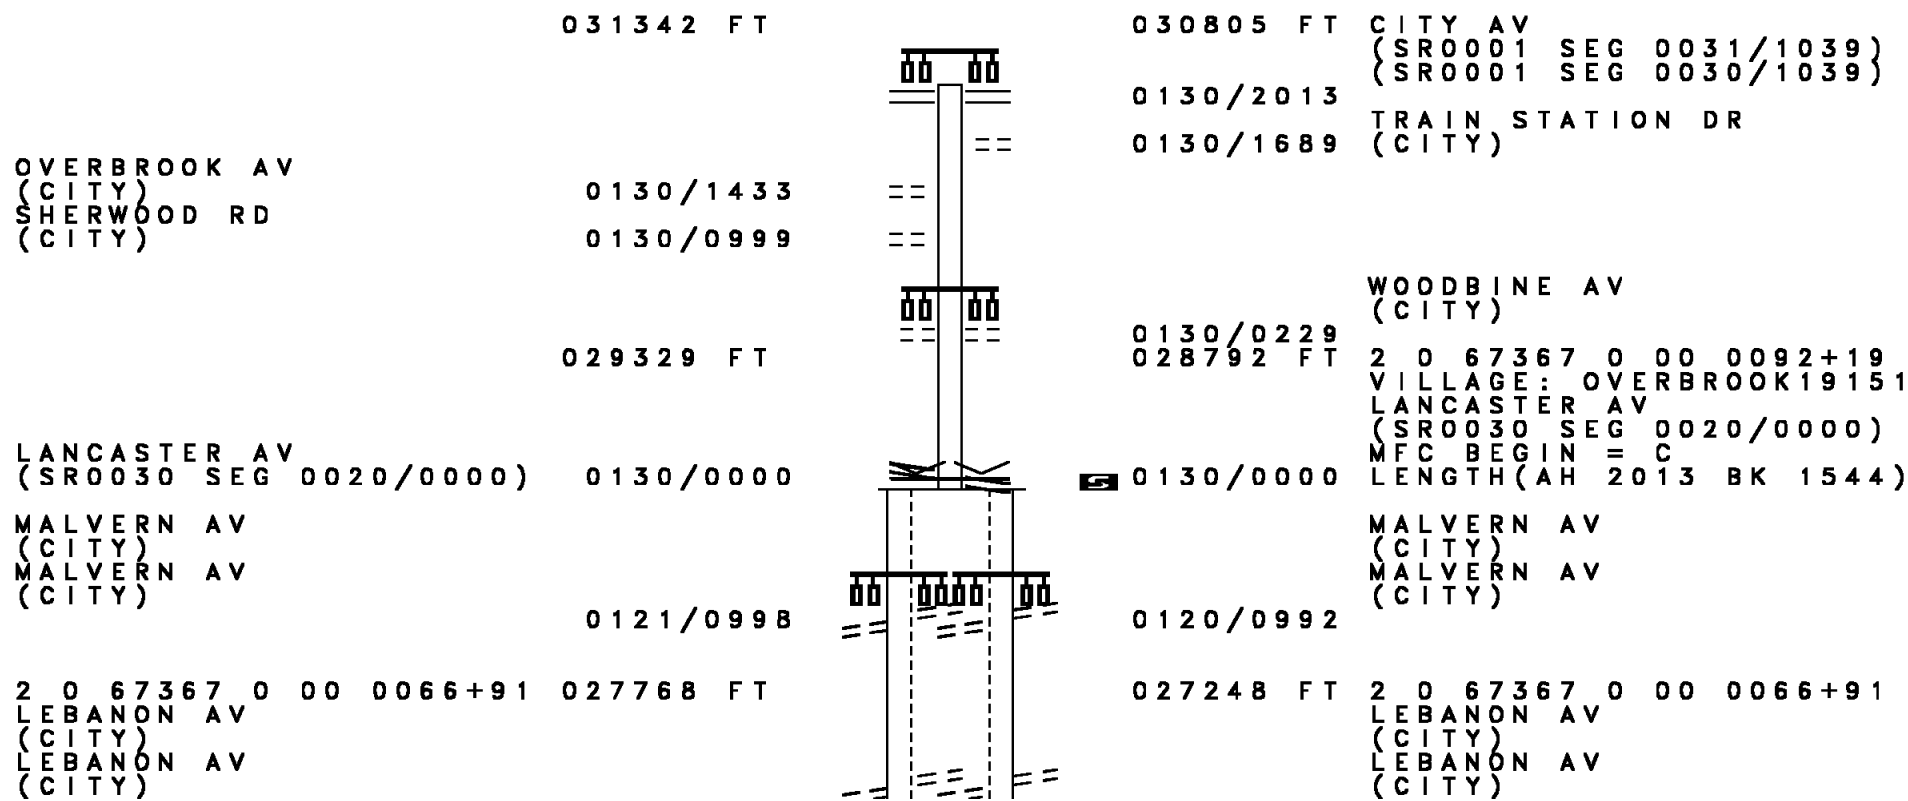 031342 FT 030805 FT CITY AV
(SR0001 SEG 0031/1039)
(SR0001 SEG 0030/1039)
0130/2013
TRAIN STATION DR
0130/1689 (CITY)
OVERBROOK AV
(CITY) 0130/1433
SHERWOOD RD
(CITY) 0130/0999
WOODBINE AV
(CITY)
0130/0229
029329 FT 028792 FT 2 0 67367 0 00 0092+19
VILLAGE: OVERBROOK19151
LANCASTER AV
(SR0030 SEG 0020/0000)
LANCASTER AV MFC BEGIN = C
(SR0030 SEG 0020/0000) 0130/0000 S 0130/0000 LENGTH(AH 2013 BK 1544)
MALVERN AV MALVERN AV
(CITY) (CITY)
MALVERN AV MALVERN AV
(CITY) (CITY)
0121/0998 0120/0992
2 0 67367 0 00 0066+91 027768 FT 027248 FT 2 0 67367 0 00 0066+91
LEBANON AV LEBANON AV
(CITY) (CITY)
LEBANON AV LEBANON AV
(CITY) (CITY)